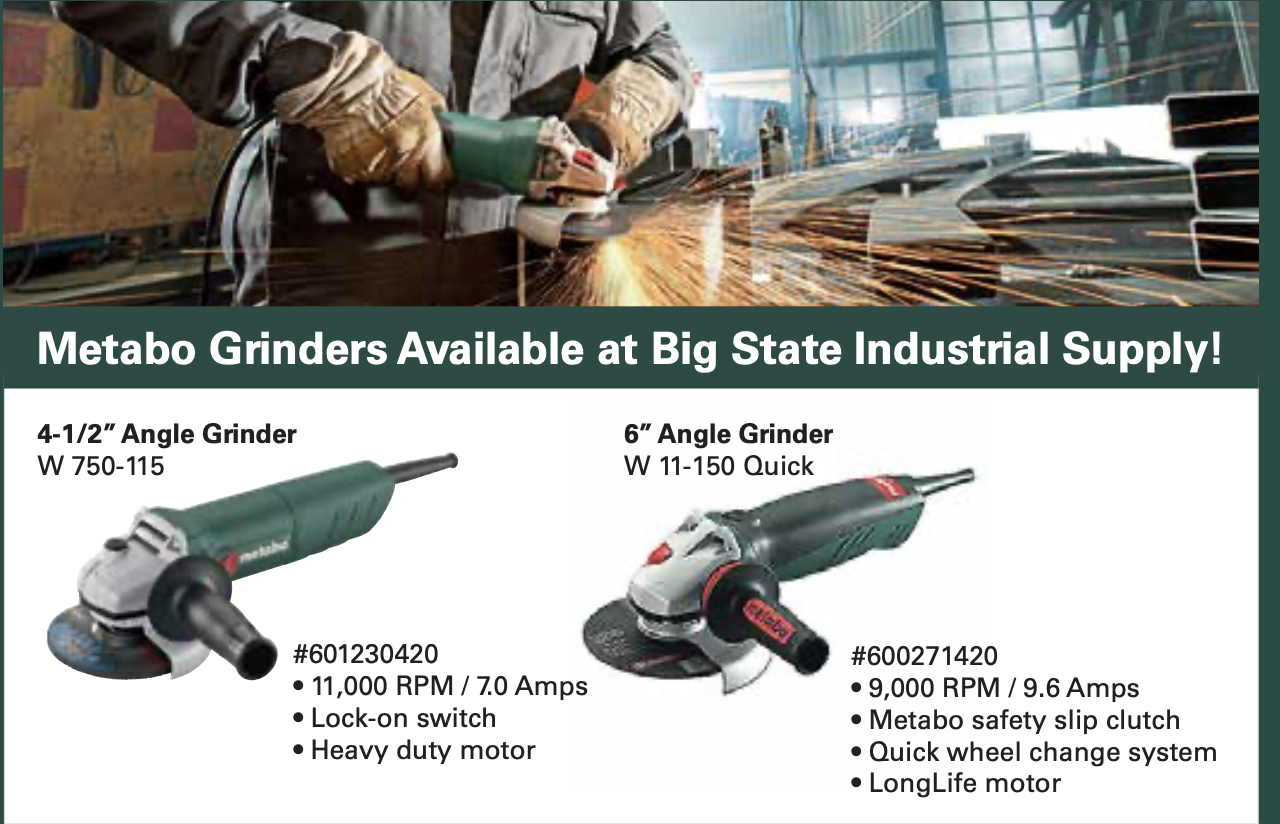 Metabo Grinders Available at Big State Industrial Supply!
4-1/2” Angle Grinder
W 750-115
metabo
#601230420
• 11,000 RPM / 7.0 Amps
• Lock-on switch
• Heavy duty motor
6” Angle Grinder
W 11-150 Quick
metabo
#600271420
• 9,000 RPM / 9.6 Amps
• Metabo safety slip clutch
• Quick wheel change system
• LongLife motor